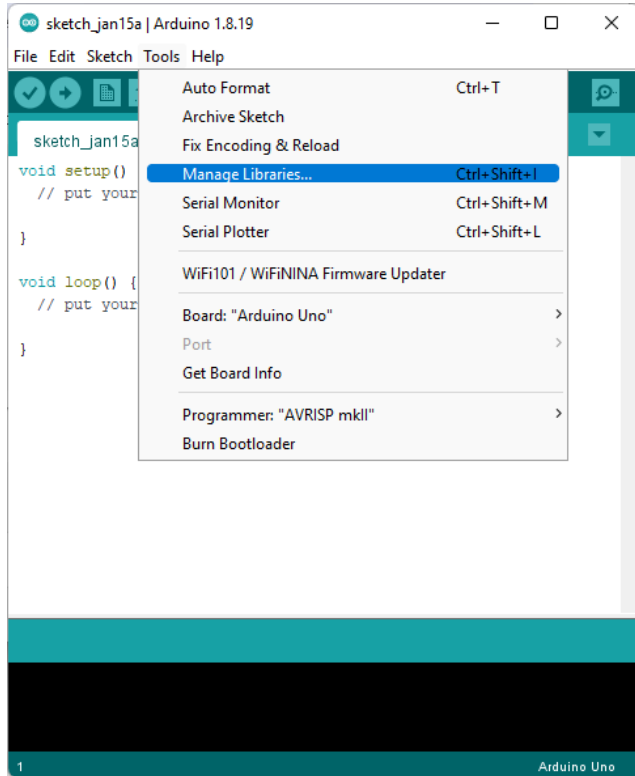 sketch_jan15a | Arduino 1.8.19
File Edit Sketch Tools Help
Auto Format Ctrl+T
Archive Sketch
sketch_jan15a Fix Encoding & Reload
void setup() Manage Libraries... Ctrl+Shift+I
// put your Serial Monitor Ctrl+Shift+M
} Serial Plotter Ctrl+Shift+L
WiFi101 / WiFiNINA Firmware Updater
void loop() {
// put your Board: "Arduino Uno"
} Port
Get Board Info
Programmer: "AVRISP mkII"
Burn Bootloader
1 Arduino Uno